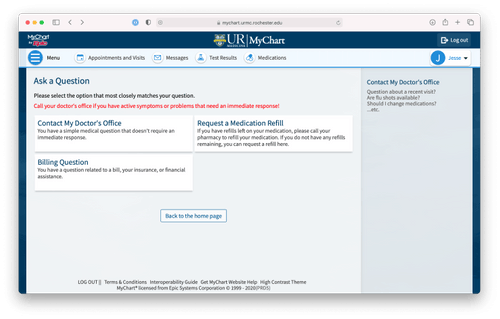 mychart.urmc.rochester.edu
MyChart
by Epic
UR MEDICINE MyChart
Log out
Menu
Appointments and Visits
Messages
Test Results
Medications
J Jesse
Ask a Question
Please select the option that most closely matches your question.
Call your doctor's office if you have active symptoms or problems that need an immediate response!
Contact My Doctor's Office
You have a simple medical question that doesn't require an
immediate response.
Request a Medication Refill
If you have refills left on your medication, please call your
pharmacy to refill your medication. If you do not have any refills
remaining, you can request a refill here.
Billing Question
You have a question related to a bill, your insurance, or financial
assistance.
Back to the home page
Contact My Doctor's Office
Question about a recent visit?
Are flu shots available?
Should I change medications?
...etc.
LOG OUT || Terms & Conditions Interoperability Guide Get MyChart Website Help High Contrast Theme
MyChart® licensed from Epic Systems Corporation © 1999 - 2020(PRD3)